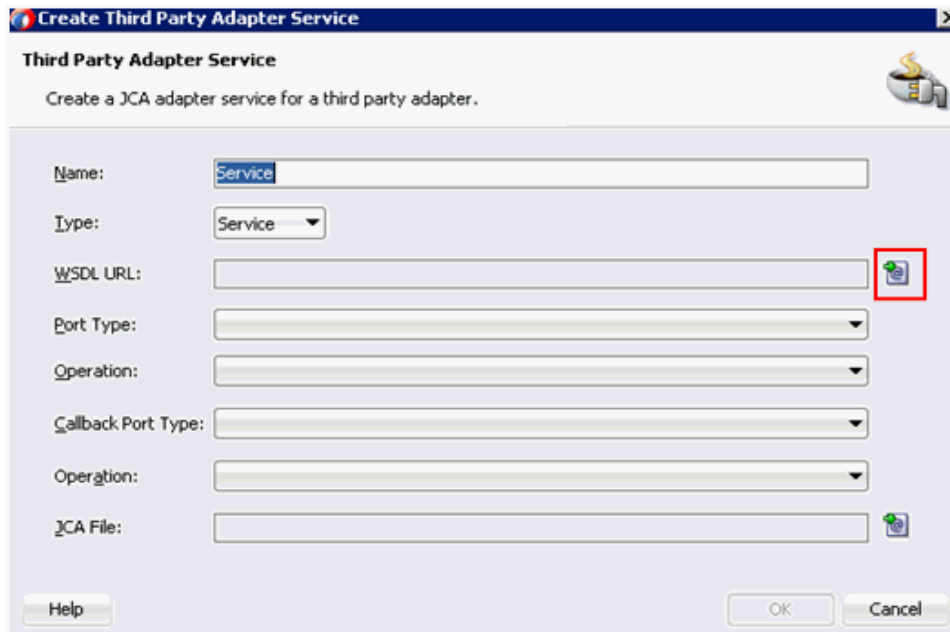 Create Third Party Adapter Service
Third Party Adapter Service
Create a JCA adapter service for a third party adapter.
Name: Service
Type: Service
WSDL URL:
Port Type:
Operation:
Callback Port Type:
Operation:
JCA File:
Help OK Cancel